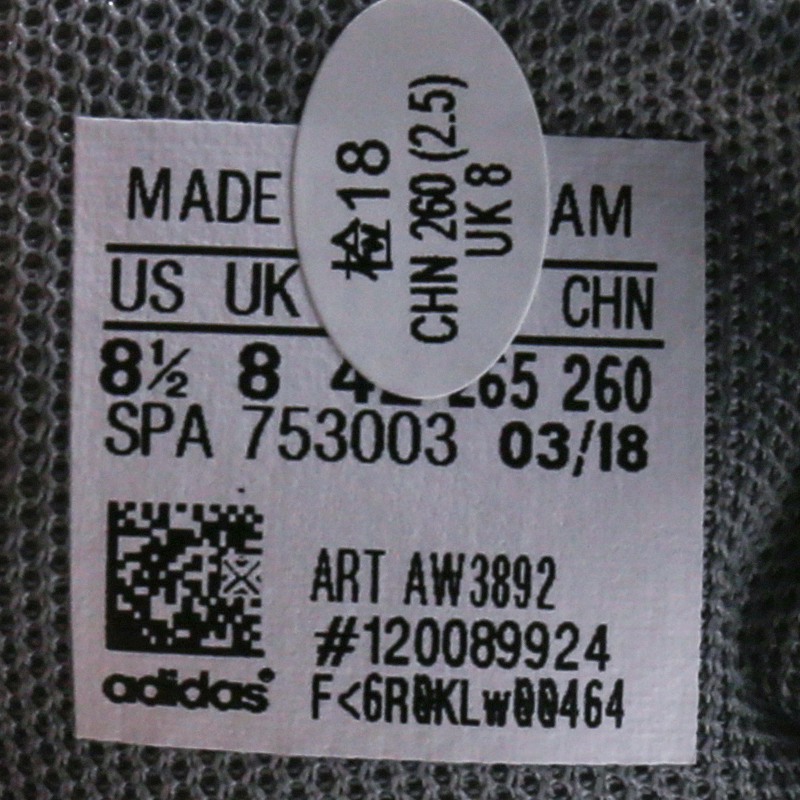 MADE
AM
US UK CHN
8½ 8 265 260
SPA 753003 03/18
ART AW3892
#120089924
F<6R0KLw00464
adidas®
检18
CHN 260 (2.5)
UK 8